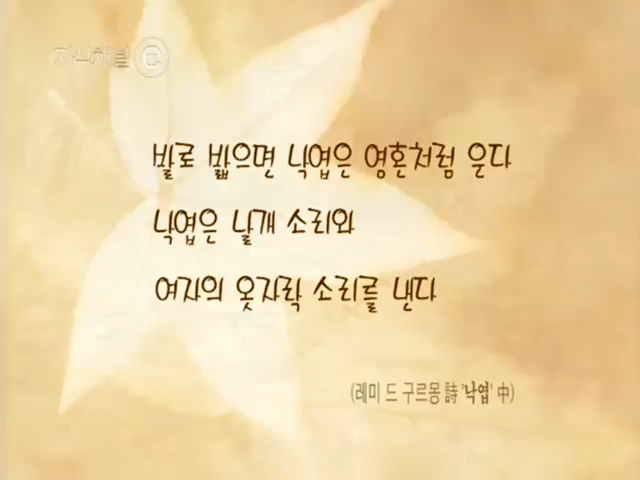 지식채널 e
발로 밟으면 낙엽은 영혼처럼 운다
낙엽은 날개 소리와
여자의 옷자락 소리를 낸다
(레미 드 구르몽 詩 '낙엽' 中)